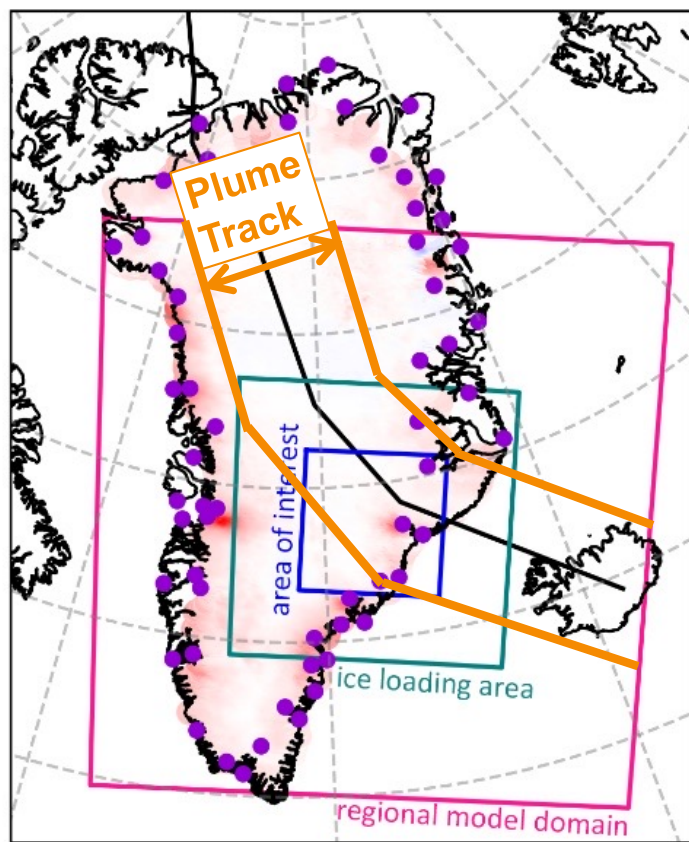 Plume
Track
area of interest
ice loading area
regional model domain